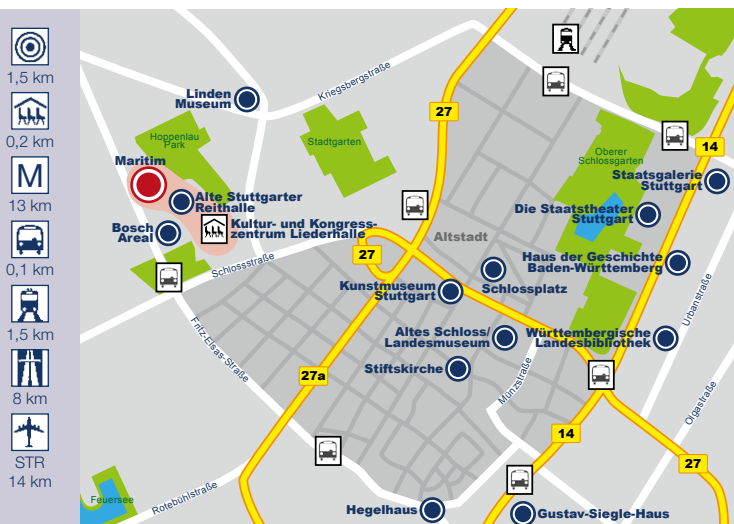 1,5 km
0,2 km
M
13 km
0,1 km
1,5 km
8 km
STR
14 km
Kriegsbergstraße
Linden
Museum
27
14
Hoppenlau
Park
Stadtgarten
Oberer
Schlossgarten
Maritim
Staatsgalerie
Stuttgart
Alte Stuttgarter
Reithalle
Die Staatstheater
Stuttgart
Bosch
Areal
Kultur- und Kongress-
zentrum Liederhalle
Altstadt
27
Haus der Geschichte
Baden-Württemberg
Schlossstraße
Schlossplatz
Kunstmuseum
Stuttgart
Urbanstraße
Fritz-Elsas-Straße
Altes Schloss/
Landesmuseum
Württembergische
Landesbibliothek
Stiftskirche
27a
Münzstraße
Olgastraße
14
27
Feuersee
Rotebühlstraße
Hegelhaus
Gustav-Siegle-Haus